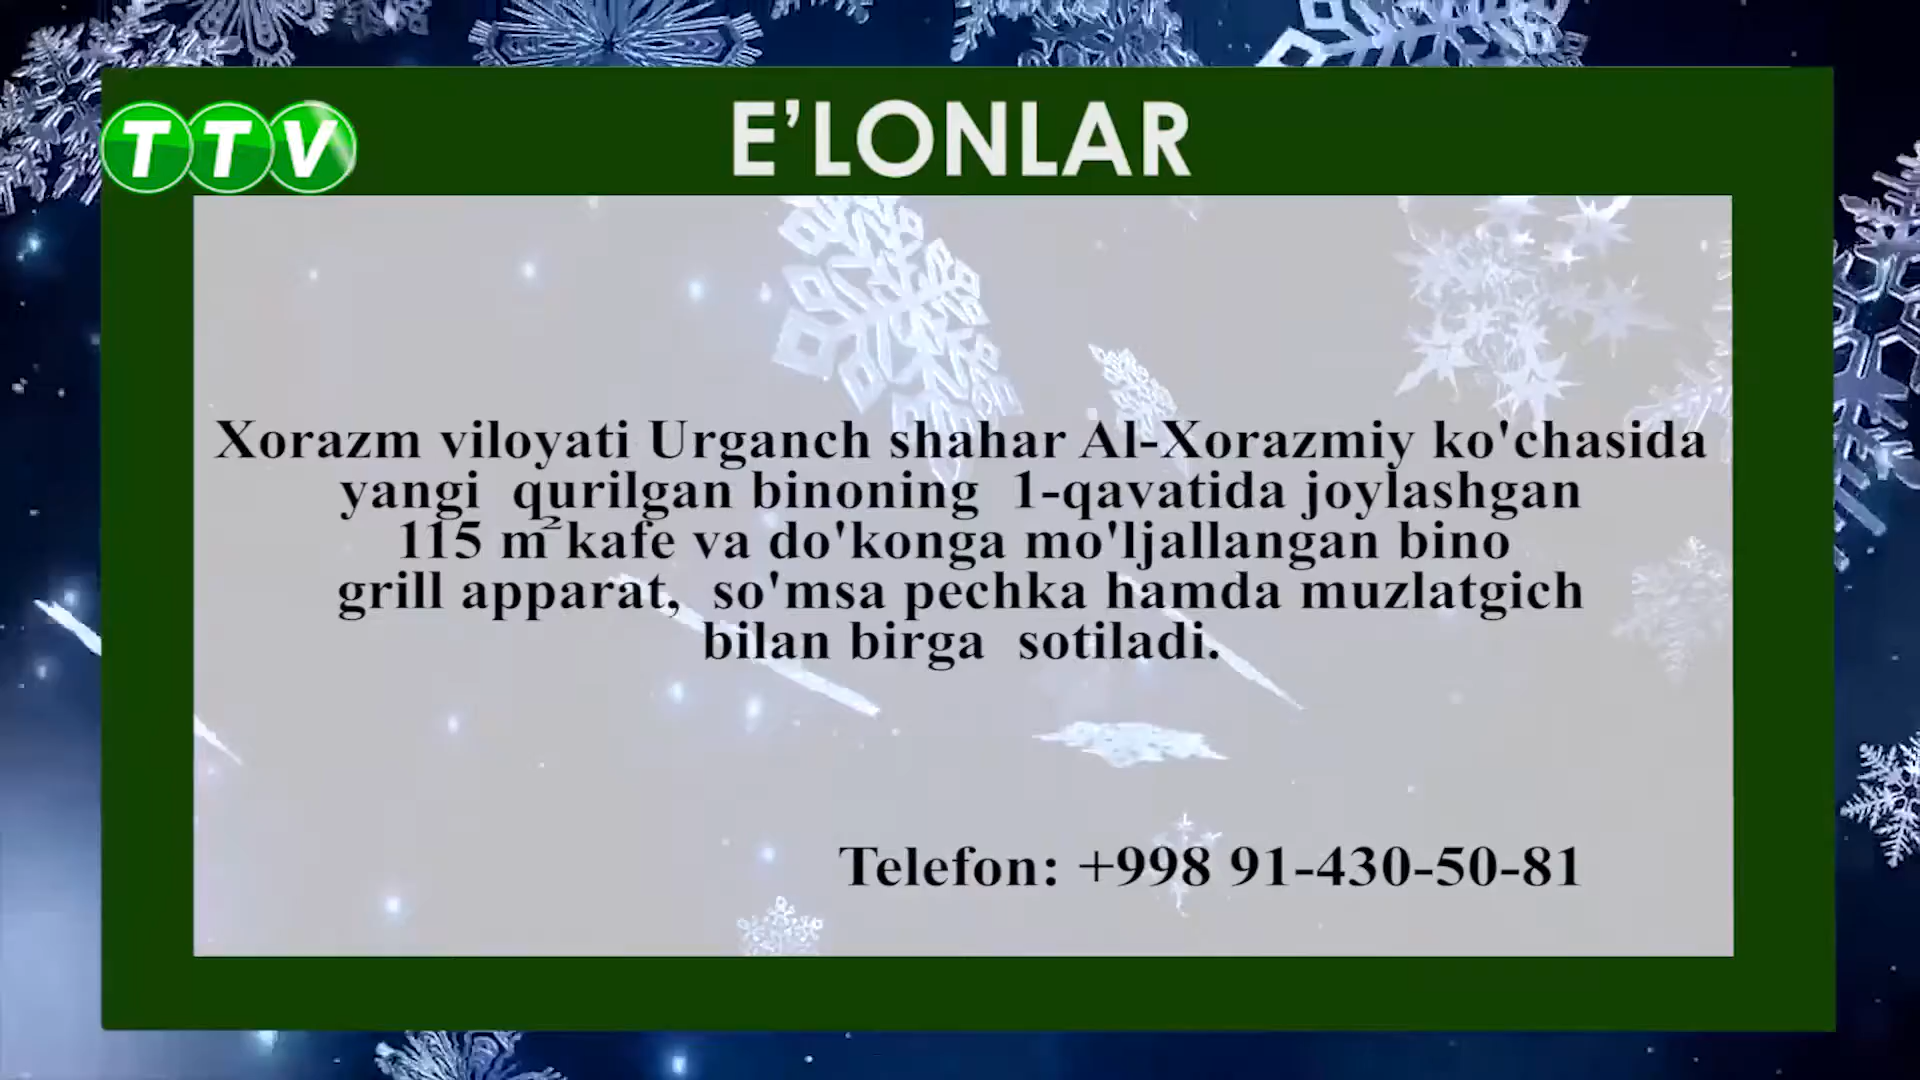 TTV
E’LONLAR
Xorazm viloyati Urganch shahar Al-Xorazmiy ko'chasida
yangi qurilgan binoning 1-qavatida joylashgan
115 m² kafe va do'konga mo'ljallangan bino
grill apparat, so'msa pechka hamda muzlatgich
bilan birga sotiladi.
Telefon: +998 91-430-50-81